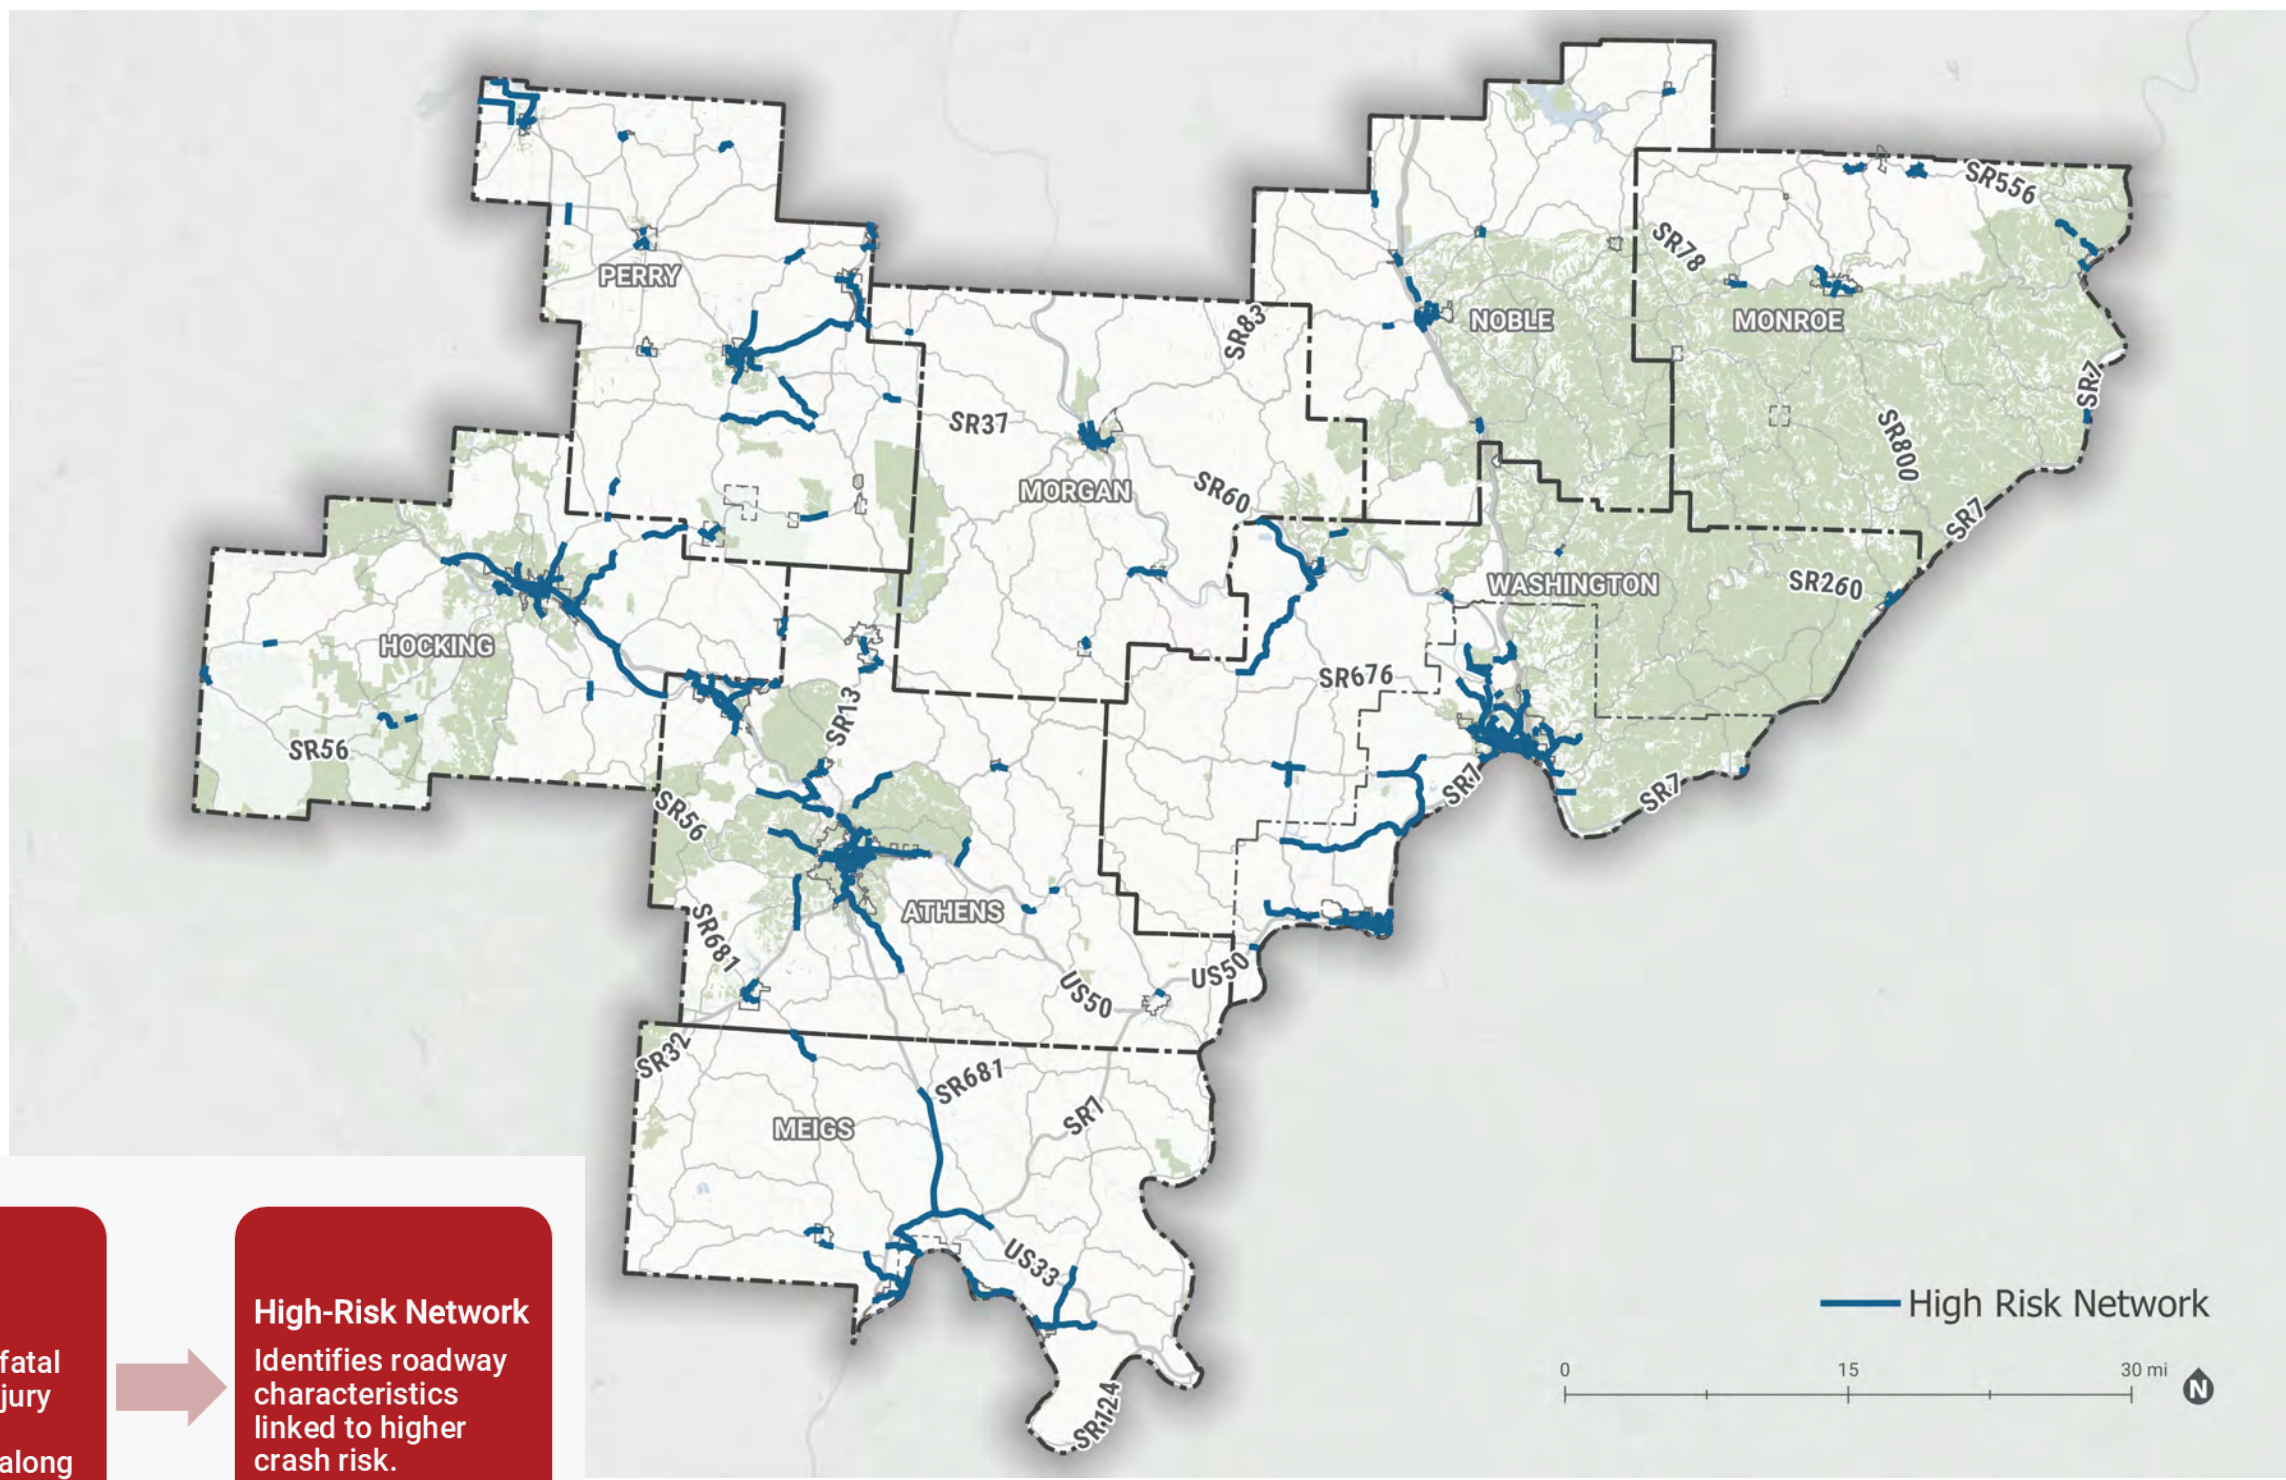 SR556
SR78
PERRY
NOBLE
MONROE
SR83
SR7
SR37
SR800
MORGAN
SR60
SR7
WASHINGTON
SR260
HOCKING
SR676
SR13
SR56
SR7
SR7
SR56
ATHENS
SR681
US50
US50
SR32
SR681
SR7
MEIGS
US33
SR124
High Risk Network
0 15 30 mi
N
fatal
jury
along
High-Risk Network
Identifies roadway
characteristics
linked to higher
crash risk.